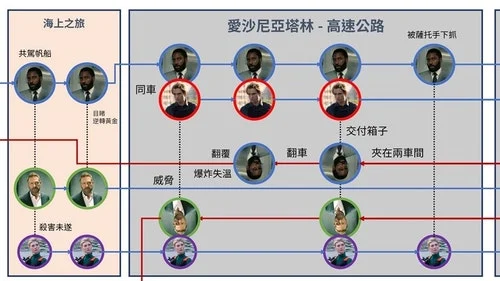 海上之旅
共駕帆船
目睹
逆轉黃金
殺害未遂
愛沙尼亞塔林 - 高速公路
被薩托手下抓
同車
交付箱子
翻覆
翻車
夾在兩車間
爆炸失溫
威脅